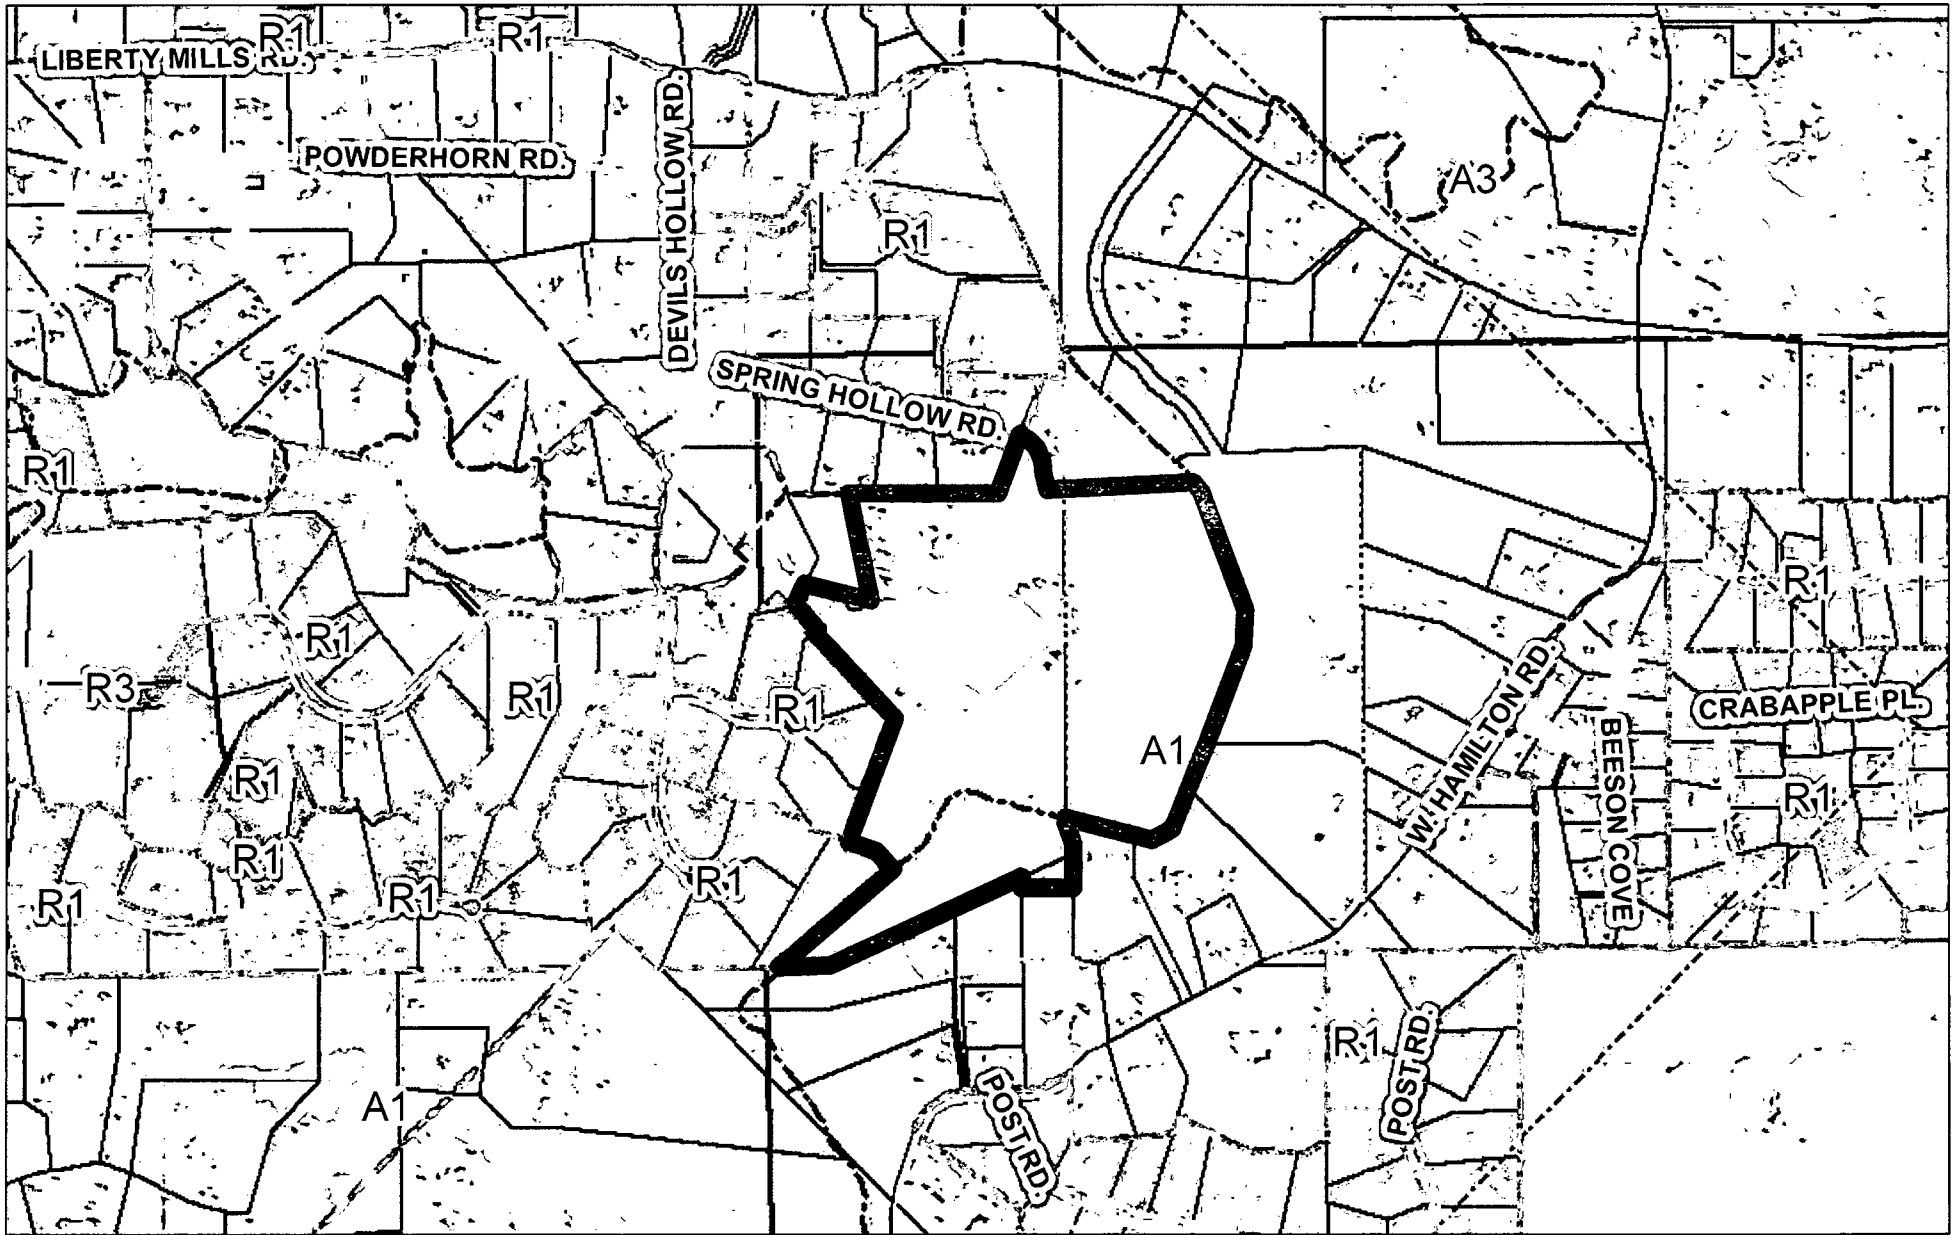 R1
R1
LIBERTY MILLS RD.
POWDERHORN RD.
DEVILS HOLLOW RD.
A3
R1
SPRING HOLLOW RD.
R1
R1
R1
R3
R1
R1
W. HAMILTON RD.
CRABAPPLE PL.
BEESON COVE
A1
R1
R1
R1
R1
R1
R1
POST RD.
R1
POST RD.
A1